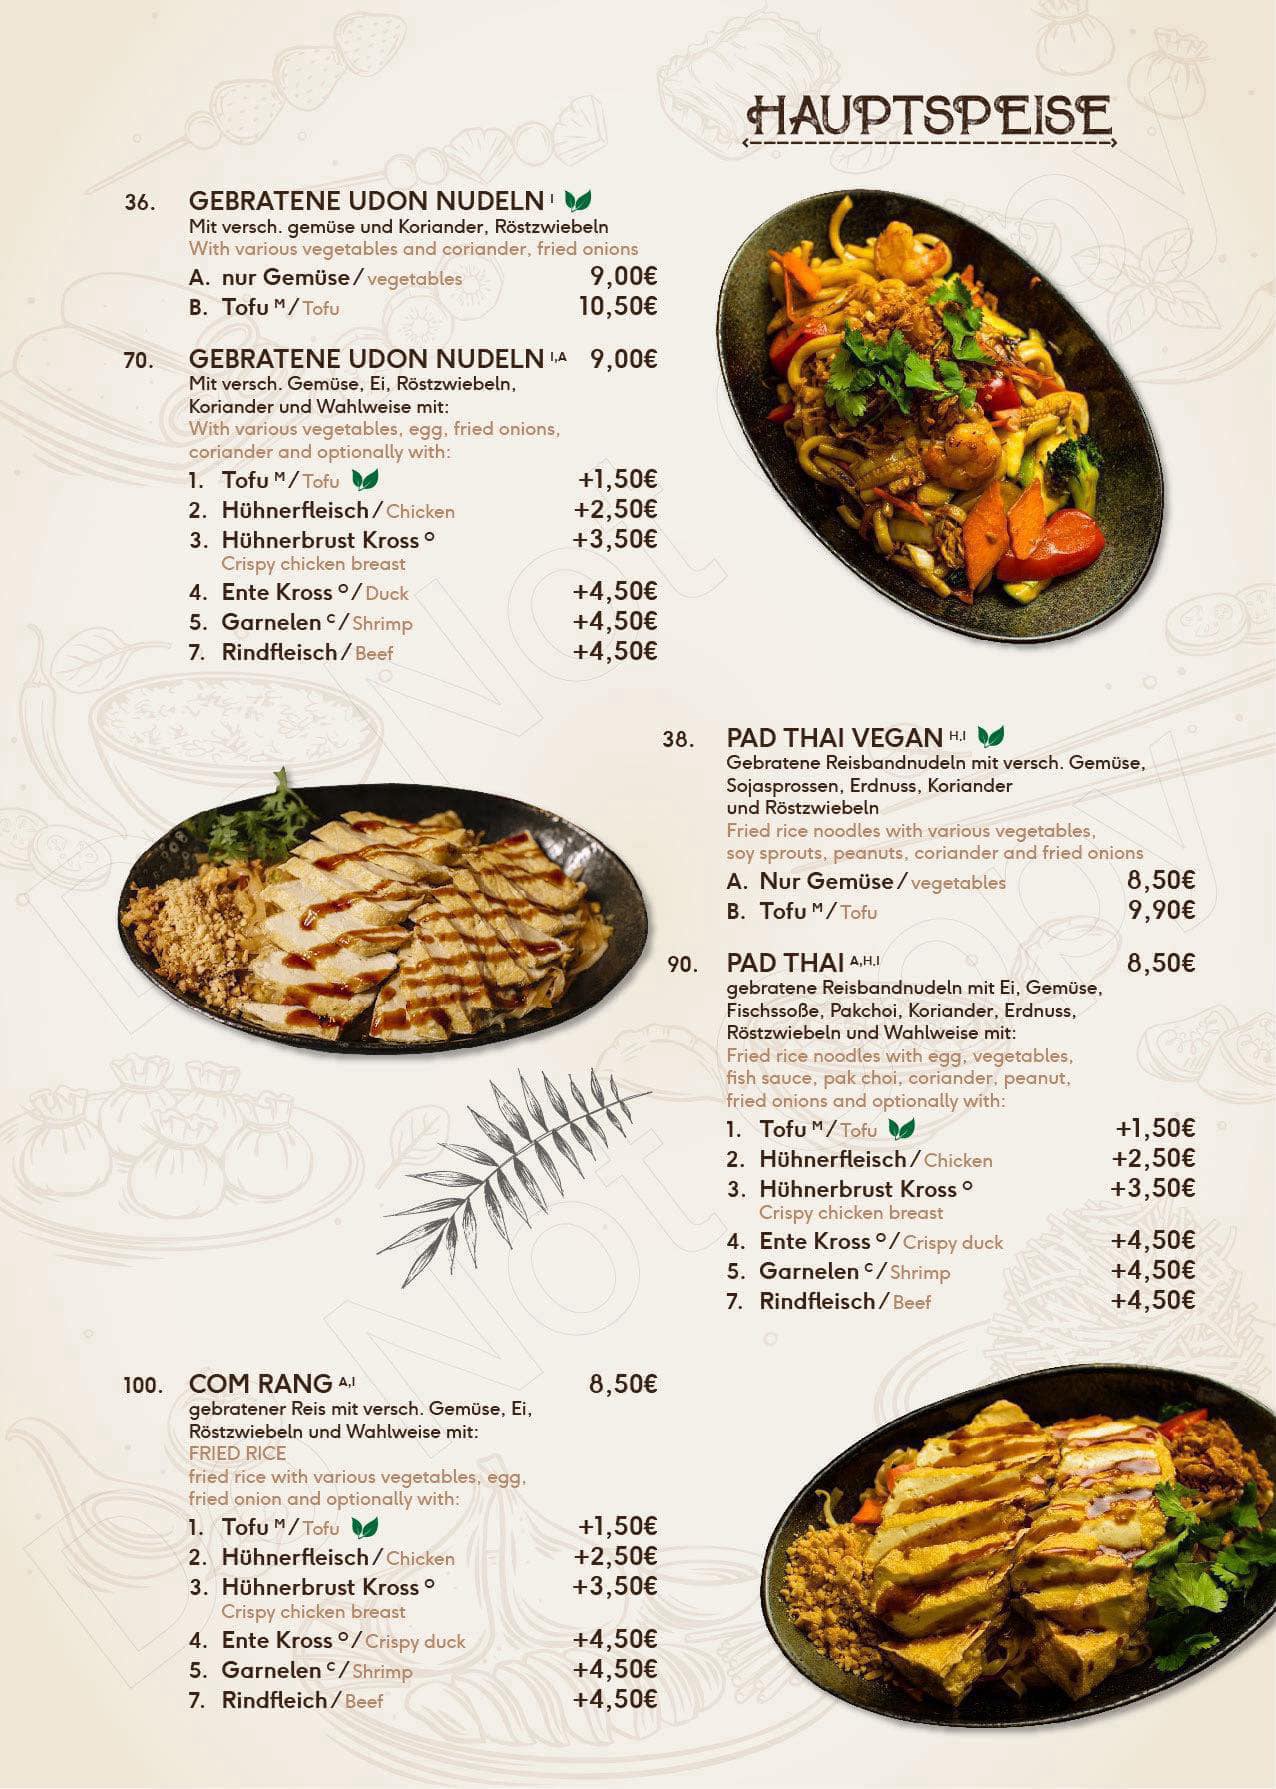 HAUPTSPEISE
36. GEBRATENE UDON NUDELN I
Mit versch. gemüse und Koriander, Röstzwiebeln
With various vegetables and coriander, fried onions
A. nur Gemüse / vegetables 9,00€
B. Tofu M / Tofu 10,50€
70. GEBRATENE UDON NUDELN I,A 9,00€
Mit versch. Gemüse, Ei, Röstzwiebeln,
Koriander und Wahlweise mit:
With various vegetables, egg, fried onions,
coriander and optionally with:
1. Tofu M / Tofu +1,50€
2. Hühnerfleisch / Chicken +2,50€
3. Hühnerbrust Kross O +3,50€
Crispy chicken breast
4. Ente Kross O / Duck +4,50€
5. Garnelen C / Shrimp +4,50€
7. Rindfleisch / Beef +4,50€
38. PAD THAI VEGAN H,I
Gebratene Reisbandnudeln mit versch. Gemüse,
Sojasprossen, Erdnuss, Koriander
und Röstzwiebeln
Fried rice noodles with various vegetables,
soy sprouts, peanuts, coriander and fried onions
A. Nur Gemüse / vegetables 8,50€
B. Tofu M / Tofu 9,90€
90. PAD THAI A,H,I 8,50€
gebratene Reisbandnudeln mit Ei, Gemüse,
Fischssoße, Pakchoi, Koriander, Erdnuss,
Röstzwiebeln und Wahlweise mit:
Fried rice noodles with egg, vegetables,
fish sauce, pak choi, coriander, peanut,
fried onions and optionally with:
1. Tofu M / Tofu +1,50€
2. Hühnerfleisch / Chicken +2,50€
3. Hühnerbrust Kross O +3,50€
Crispy chicken breast
4. Ente Kross O / Crispy duck +4,50€
5. Garnelen C / Shrimp +4,50€
7. Rindfleisch / Beef +4,50€
100. COM RANG A,I 8,50€
gebratener Reis mit versch. Gemüse, Ei,
Röstzwiebeln und Wahlweise mit:
FRIED RICE
fried rice with various vegetables, egg,
fried onion and optionally with:
1. Tofu M / Tofu +1,50€
2. Hühnerfleisch / Chicken +2,50€
3. Hühnerbrust Kross O +3,50€
Crispy chicken breast
4. Ente Kross O / Crispy duck +4,50€
5. Garnelen C / Shrimp +4,50€
7. Rindfleich / Beef +4,50€
Do Not Copy
Do Not